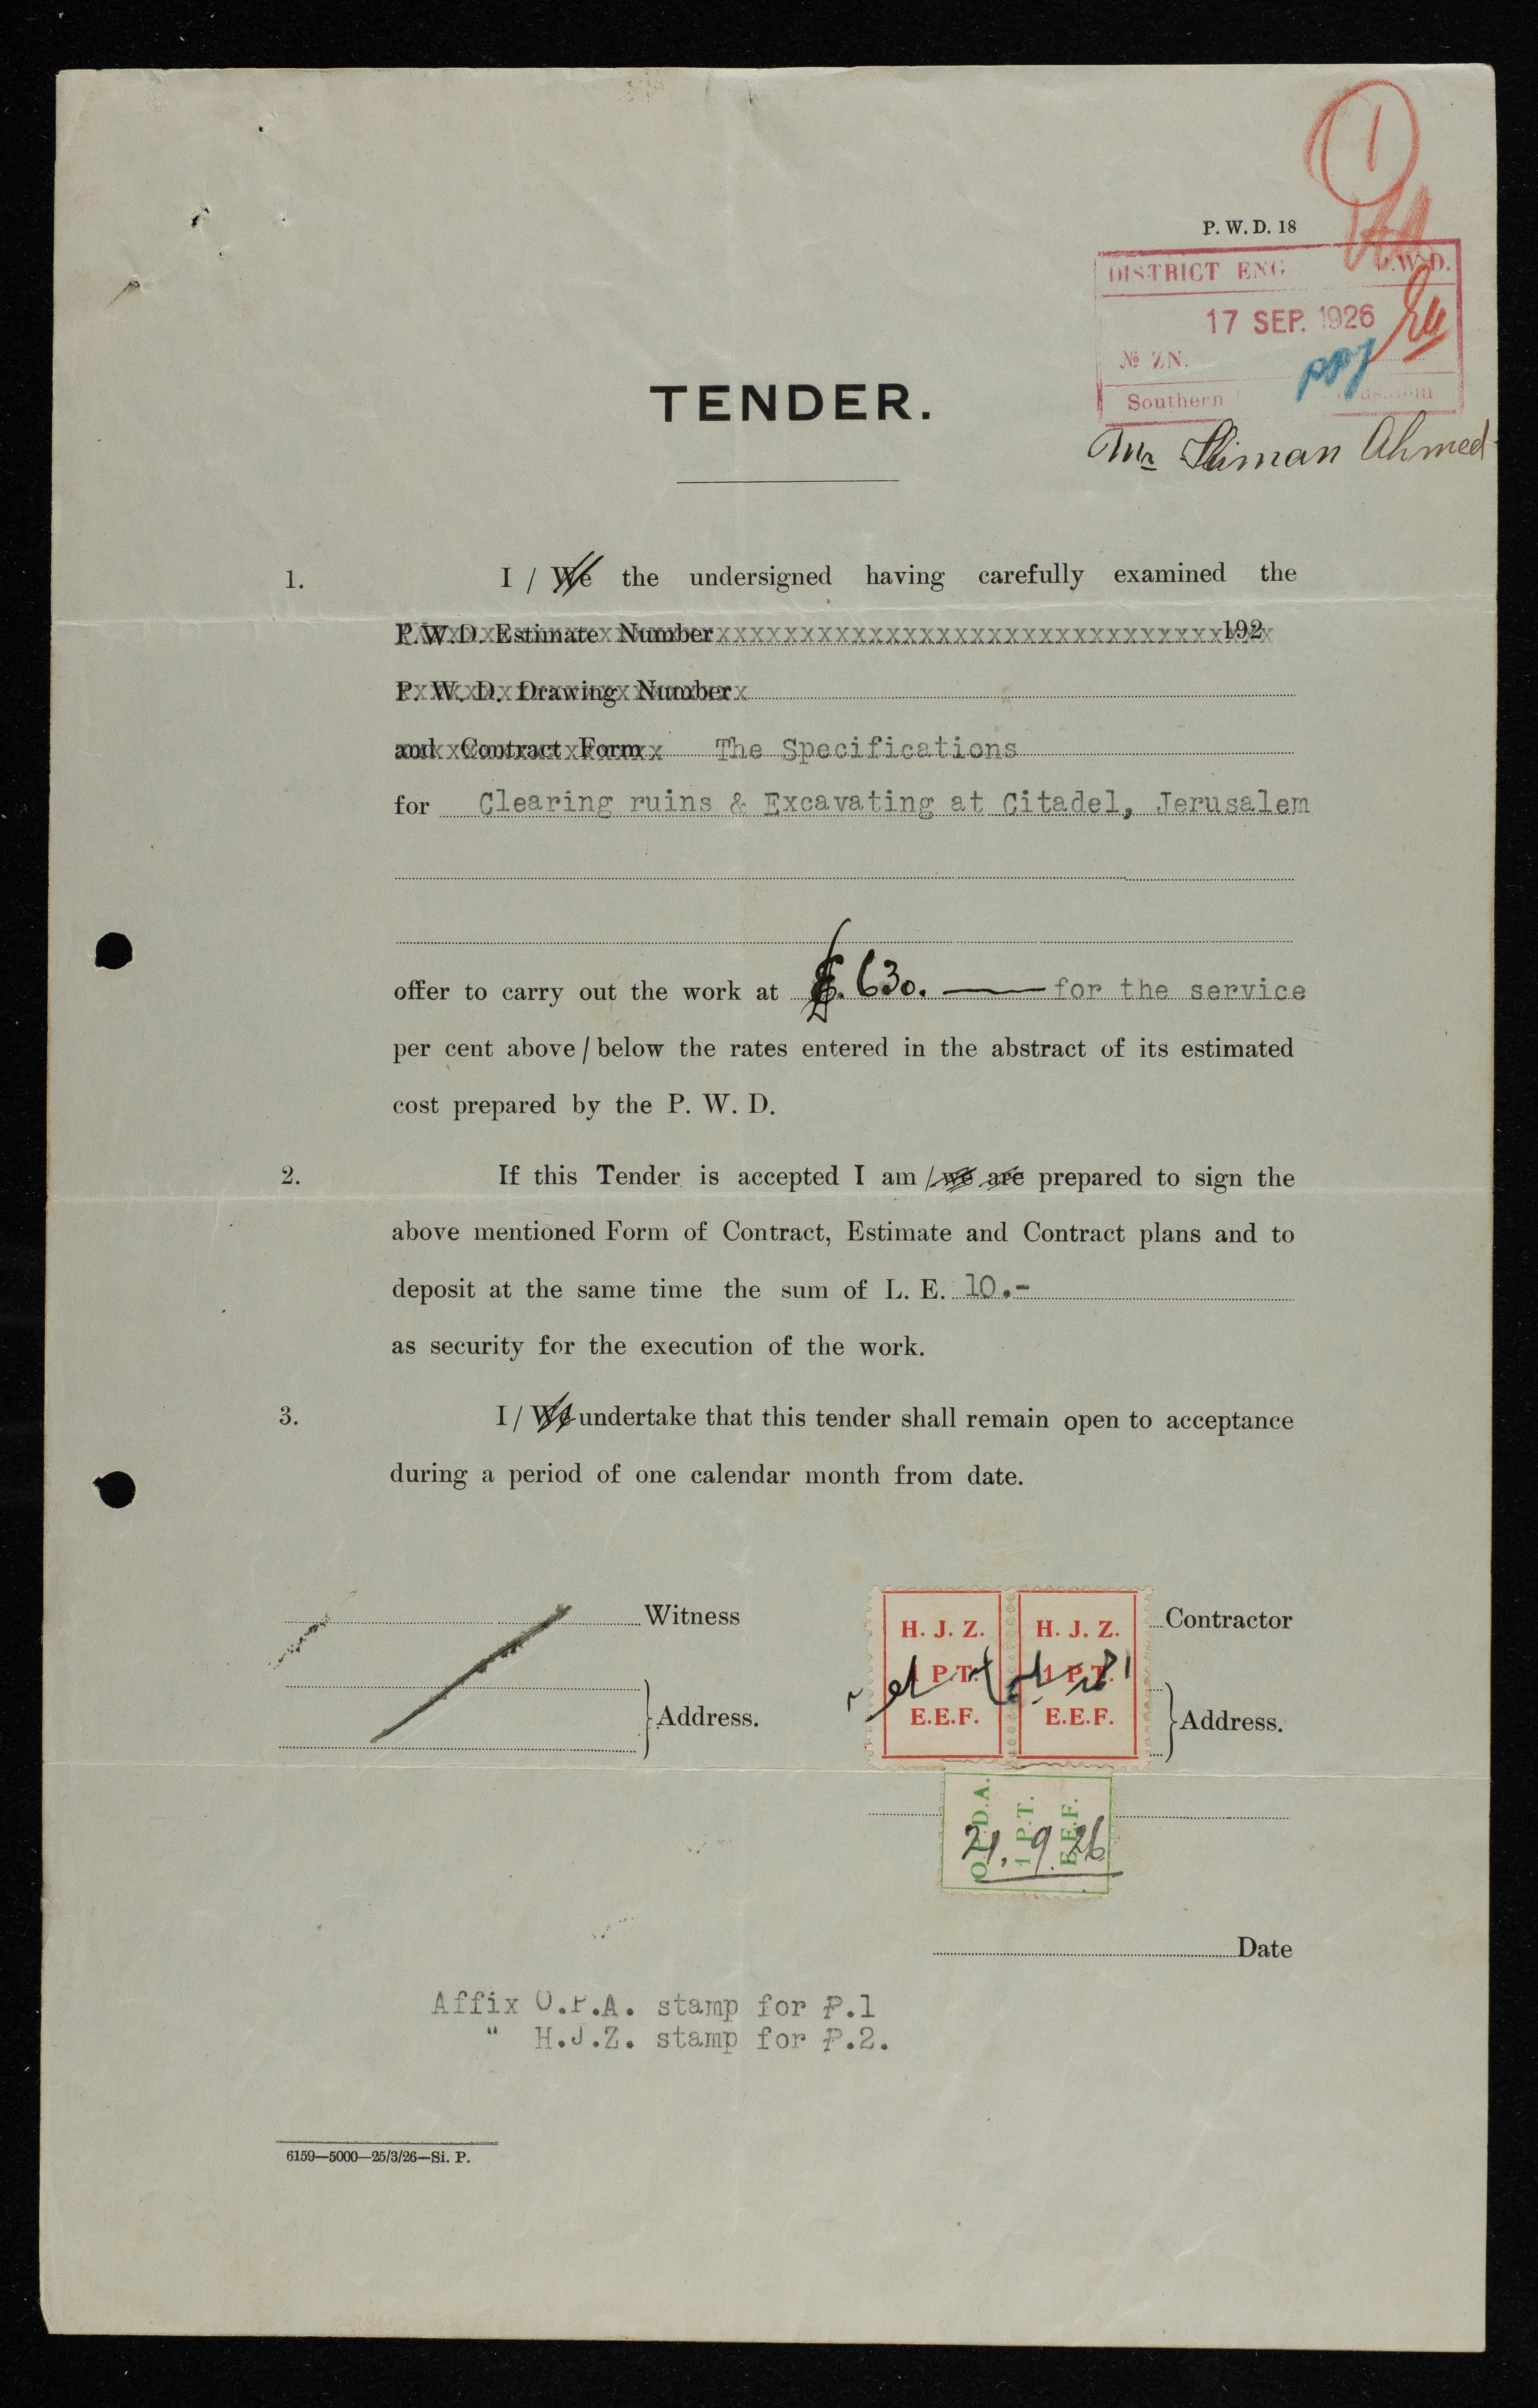 1
P. W. D. 18
DISTRICT ENG P.W.D.
17 SEP. 1926
№ ZN.
Southern
Mr Sliman Ahmed
TENDER.
1. I / We the undersigned having carefully examined the
P.W.D. Estimate Number 192
P. W. D. Drawing Number
and Contract Form The Specifications
for Clearing ruins & Excavating at Citadel, Jerusalem
offer to carry out the work at 630. — for the service
per cent above / below the rates entered in the abstract of its estimated
cost prepared by the P. W. D.
2. If this Tender is accepted I am / we are prepared to sign the
above mentioned Form of Contract, Estimate and Contract plans and to
deposit at the same time the sum of L. E. 10.-
as security for the execution of the work.
3. I / We undertake that this tender shall remain open to acceptance
during a period of one calendar month from date.
Witness
Address.
H. J. Z. H. J. Z.
1 P.T. 1 P.T.
E.E.F. E.E.F.
Contractor
Address.
O.P.D.A.
1 P.T.
E.E.F.
21.9.26
Date
Affix O.P.A. stamp for P.1
" H.J.Z. stamp for P.2.
6159—5000—25/3/26—Si. P.